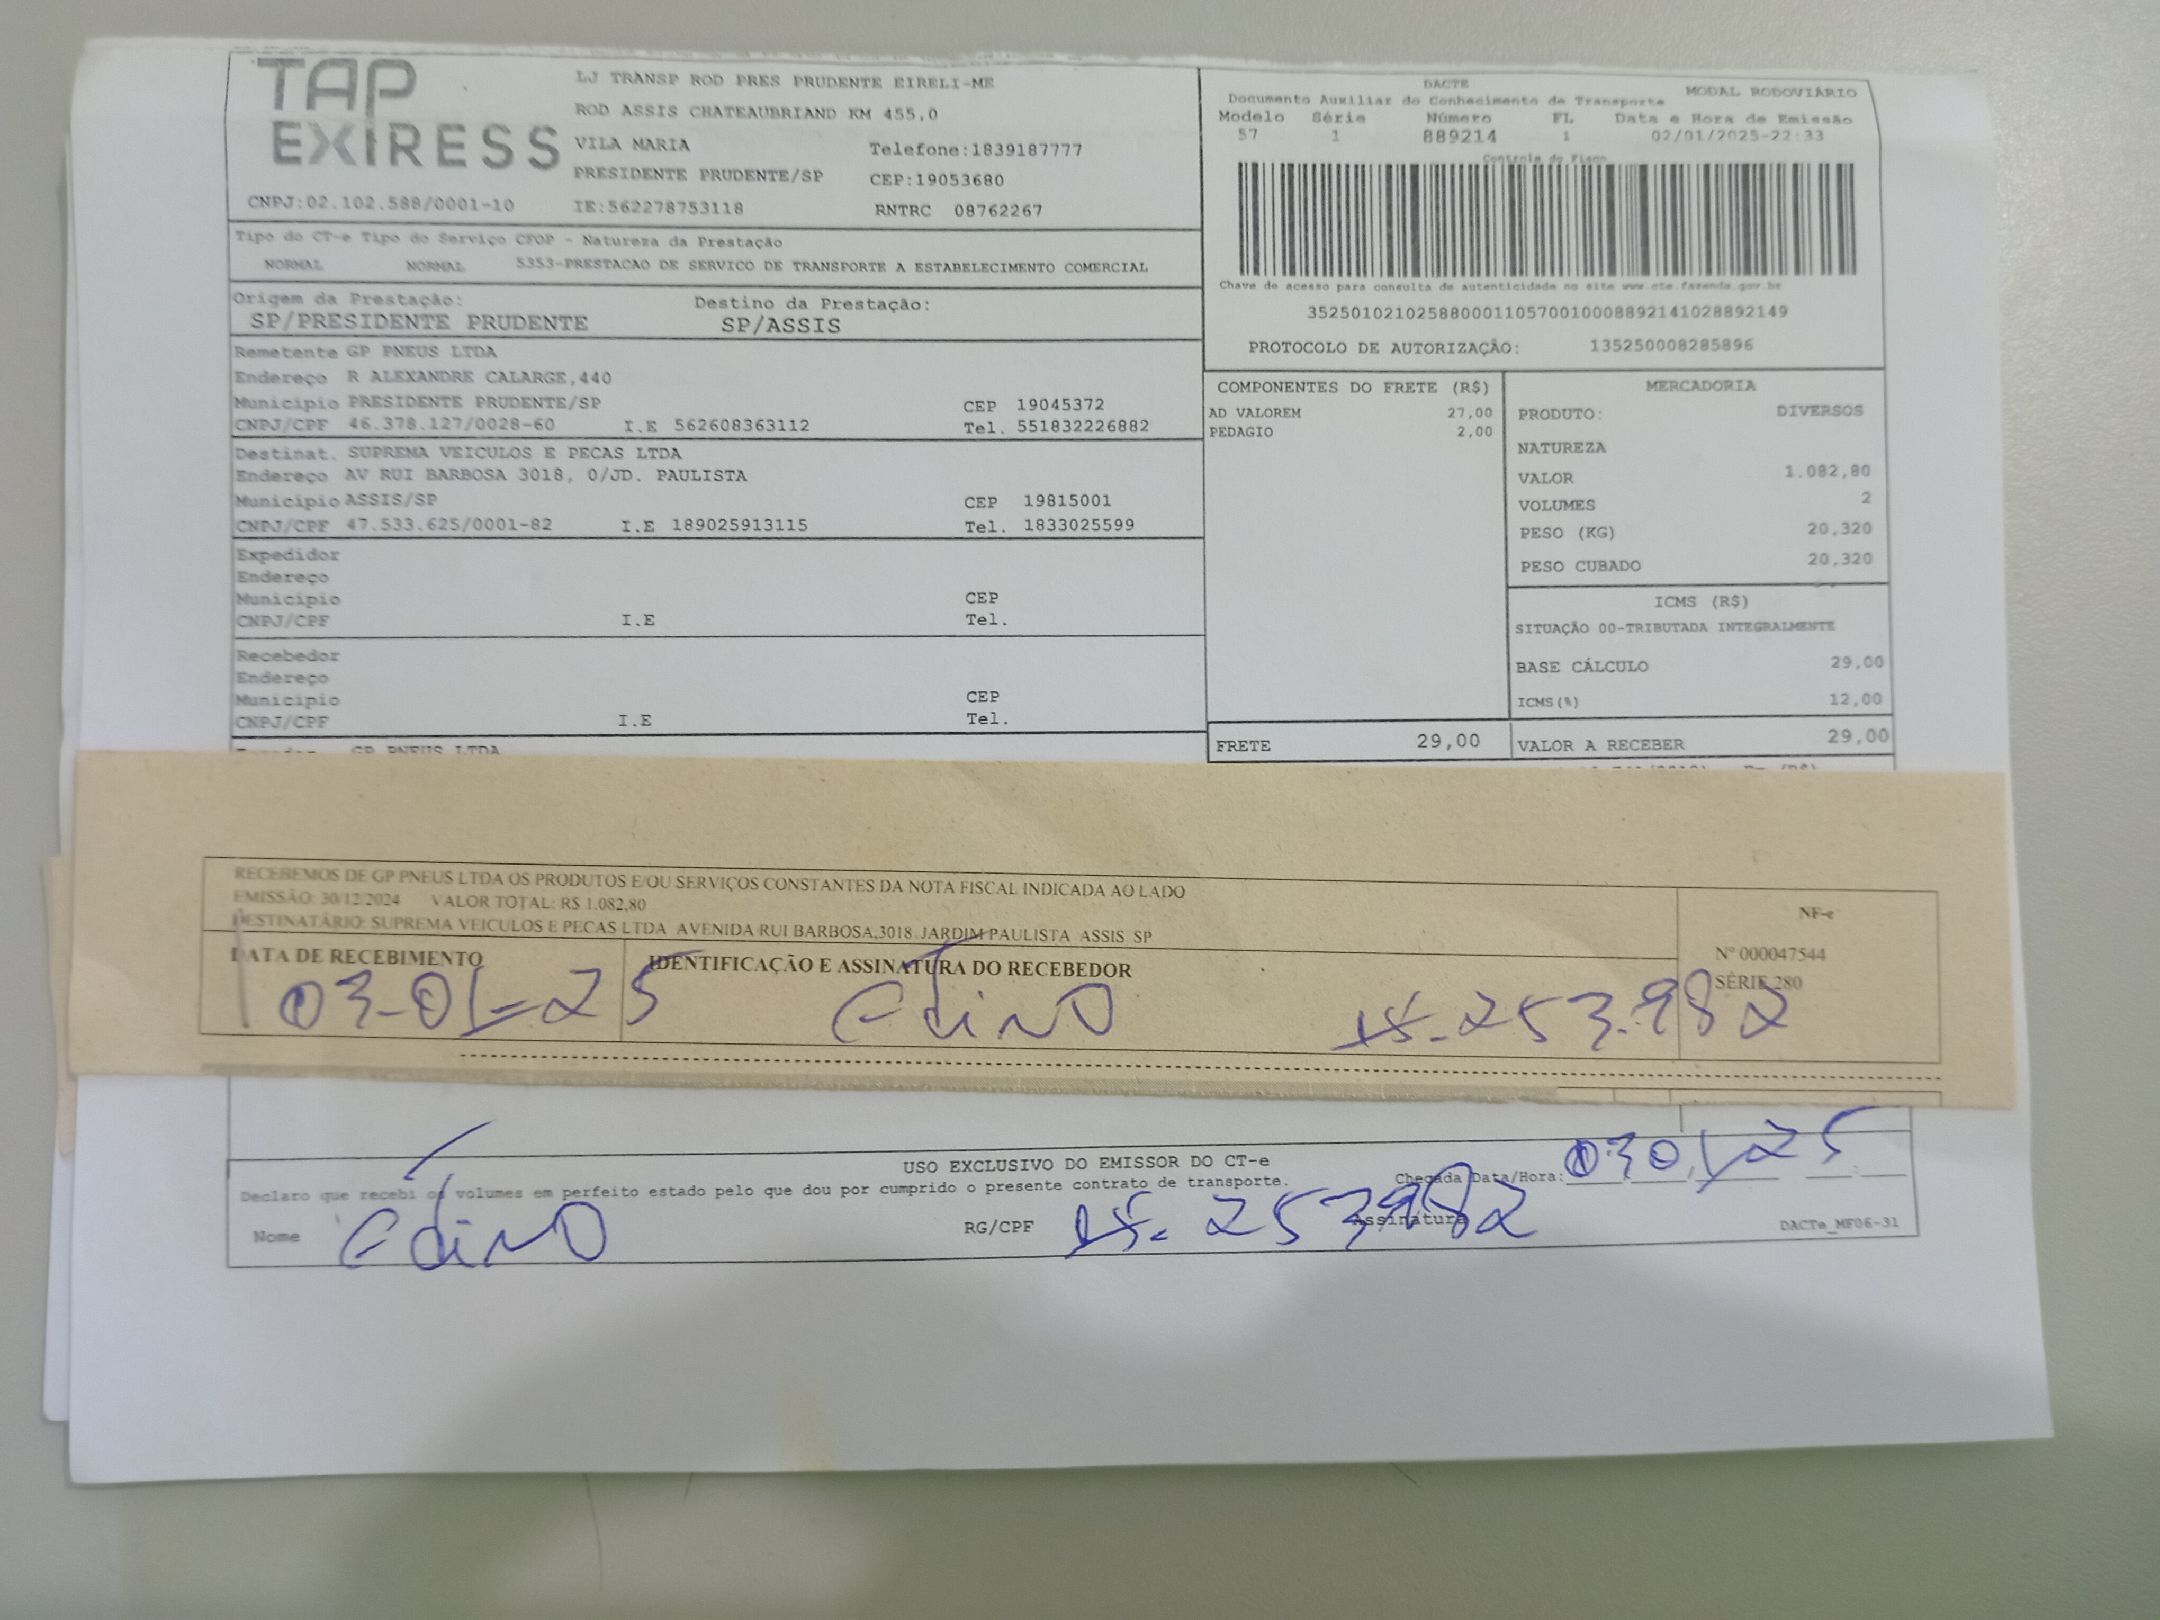 TAP
EXIRESS
LJ TRANSP ROD PRES PRUDENTE EIRELI-ME
ROD ASSIS CHATEAUBRIAND KM 455,0
VILA MARIA Telefone:1839187777
PRESIDENTE PRUDENTE/SP CEP:19053680
CNPJ:02.102.588/0001-10 IE:562278753118 RNTRC 08762267
DACTE
Documento Auxiliar do Conhecimento de Transporte MODAL RODOVIÁRIO
Modelo Série Número FL Data e Hora de Emissão
57 1 889214 1 02/01/2025-22:33
Controle do Fisco
Chave de acesso para consulta de autenticidade no site www.cte.fazenda.gov.br
35250102102588000110570010008892141028892149
PROTOCOLO DE AUTORIZAÇÃO: 135250008285896
Tipo do CT-e Tipo do Serviço CFOP - Natureza da Prestação
NORMAL NORMAL 5353-PRESTACAO DE SERVICO DE TRANSPORTE A ESTABELECIMENTO COMERCIAL
Origem da Prestação: Destino da Prestação:
SP/PRESIDENTE PRUDENTE SP/ASSIS
Remetente GP PNEUS LTDA
Endereço R ALEXANDRE CALARGE,440
Município PRESIDENTE PRUDENTE/SP CEP 19045372
CNPJ/CPF 46.378.127/0028-60 I.E 562608363112 Tel. 551832226882
Destinat. SUPREMA VEICULOS E PECAS LTDA
Endereço AV RUI BARBOSA 3018, 0/JD. PAULISTA
Município ASSIS/SP CEP 19815001
CNPJ/CPF 47.533.625/0001-82 I.E 189025913115 Tel. 1833025599
Expedidor
Endereço
Município CEP
CNPJ/CPF I.E Tel.
Recebedor
Endereço
Município CEP
CNPJ/CPF I.E Tel.
GP PNEUS LTDA
COMPONENTES DO FRETE (R$)
AD VALOREM 27,00
PEDAGIO 2,00
FRETE 29,00
MERCADORIA
PRODUTO: DIVERSOS
NATUREZA
VALOR 1.082,80
VOLUMES 2
PESO (KG) 20,320
PESO CUBADO 20,320
ICMS (R$)
SITUAÇÃO 00-TRIBUTADA INTEGRALMENTE
BASE CÁLCULO 29,00
ICMS(%) 12,00
VALOR A RECEBER 29,00
RECEBEMOS DE GP PNEUS LTDA OS PRODUTOS E/OU SERVIÇOS CONSTANTES DA NOTA FISCAL INDICADA AO LADO
EMISSÃO: 30/12/2024 VALOR TOTAL: R$ 1.082,80
DESTINATÁRIO: SUPREMA VEICULOS E PECAS LTDA AVENIDA RUI BARBOSA,3018 JARDIM PAULISTA ASSIS SP
DATA DE RECEBIMENTO IDENTIFICAÇÃO E ASSINATURA DO RECEBEDOR
NF-e
Nº 000047544
SÉRIE 280
03-01-25 Edino 18.253.982
USO EXCLUSIVO DO EMISSOR DO CT-e
Declaro que recebi os volumes em perfeito estado pelo que dou por cumprido o presente contrato de transporte. Chegada Data/Hora: 03 01 25
Nome Edino RG/CPF 18.253982 Assinatura DACTe_MF06-31